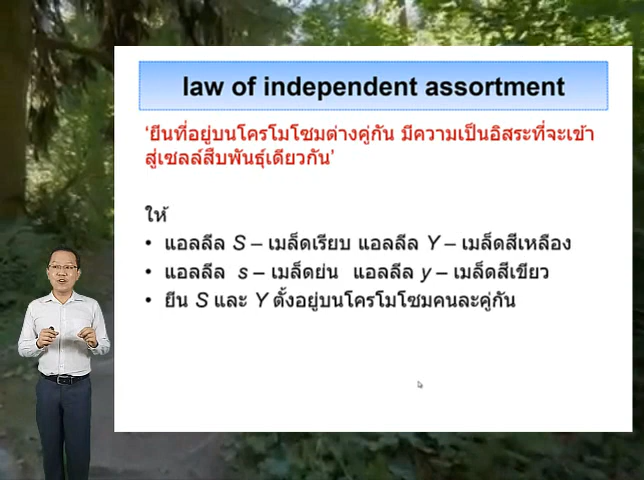 law of independent assortment
‘ยีนที่อยู่บนโครโมโซมต่างคู่กัน มีความเป็นอิสระที่จะเข้า
สู่เซลล์สืบพันธุ์เดียวกัน’
ให้
• แอลลีล S – เมล็ดเรียบ แอลลีล Y – เมล็ดสีเหลือง
• แอลลีล s – เมล็ดย่น แอลลีล y – เมล็ดสีเขียว
• ยีน S และ Y ตั้งอยู่บนโครโมโซมคนละคู่กัน